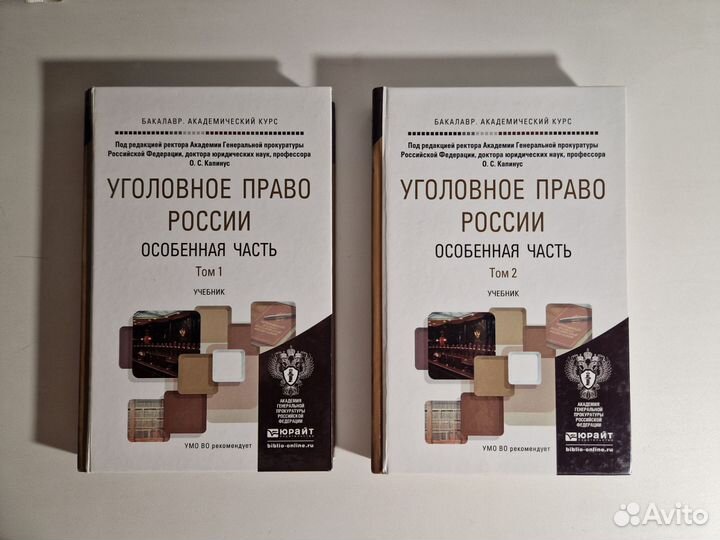 БАКАЛАВР. АКАДЕМИЧЕСКИЙ КУРС
Под редакцией ректора Академии Генеральной прокуратуры
Российской Федерации, доктора юридических наук, профессора
О. С. Капинус
УГОЛОВНОЕ ПРАВО
РОССИИ
ОСОБЕННАЯ ЧАСТЬ
Том 1
УЧЕБНИК
АКАДЕМИЯ
ГЕНЕРАЛЬНОЙ
ПРОКУРАТУРЫ
РОССИЙСКОЙ
ФЕДЕРАЦИИ
УМО ВО рекомендует
юрайт
biblio-online.ru
БАКАЛАВР. АКАДЕМИЧЕСКИЙ КУРС
Под редакцией ректора Академии Генеральной прокуратуры
Российской Федерации, доктора юридических наук, профессора
О. С. Капинус
УГОЛОВНОЕ ПРАВО
РОССИИ
ОСОБЕННАЯ ЧАСТЬ
Том 2
УЧЕБНИК
АКАДЕМИЯ
ГЕНЕРАЛЬНОЙ
ПРОКУРАТУРЫ
РОССИЙСКОЙ
ФЕДЕРАЦИИ
УМО ВО рекомендует
юрайт
biblio-online.ru
Avito